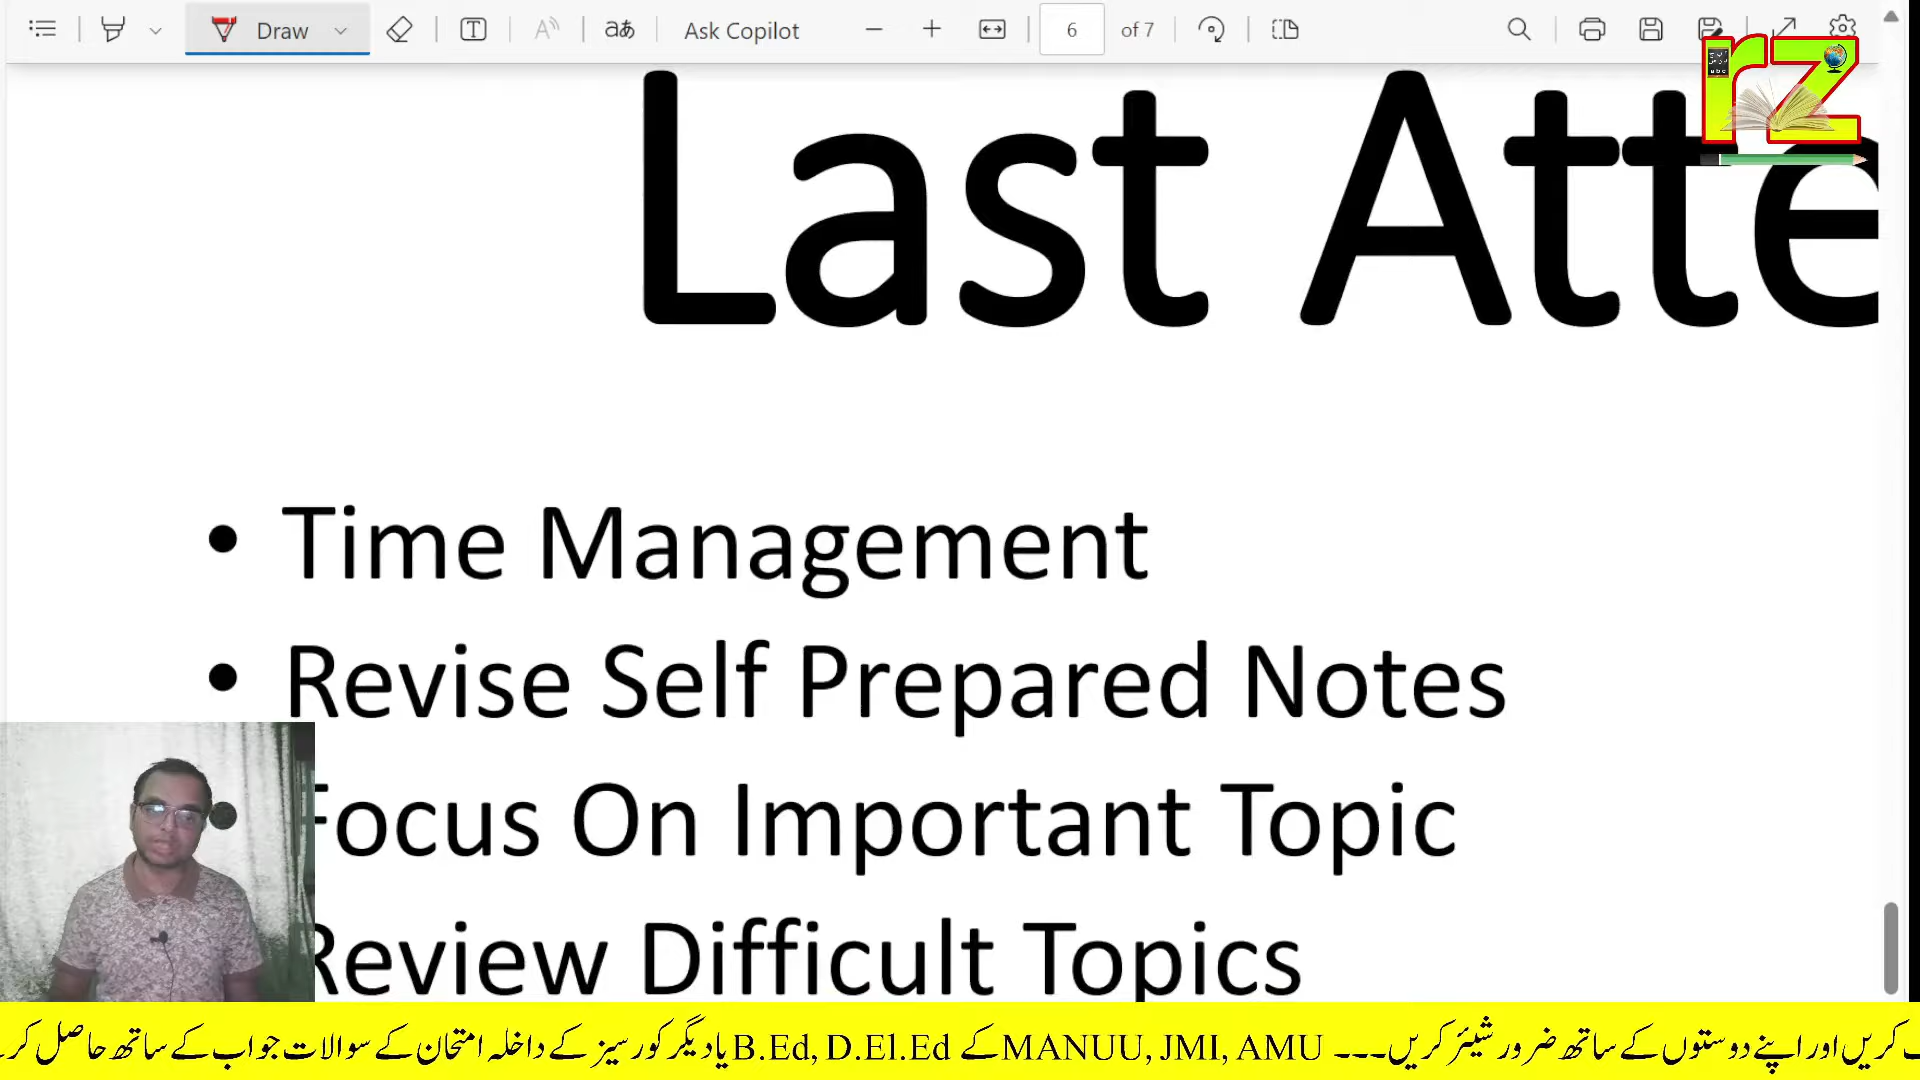 Draw
Ask Copilot
6 of 7
rz
Last Atte
• Time Management
• Revise Self Prepared Notes
Focus On Important Topic
Review Difficult Topics
کریں اور اپنے دوستوں کے ساتھ ضرور شیئر کریں۔۔۔ MANUU, JMI, AMU کے B.Ed, D.El.Ed یا دیگر کورسیز کے داخلہ امتحان کے سوالات جواب کے ساتھ حاصل کر